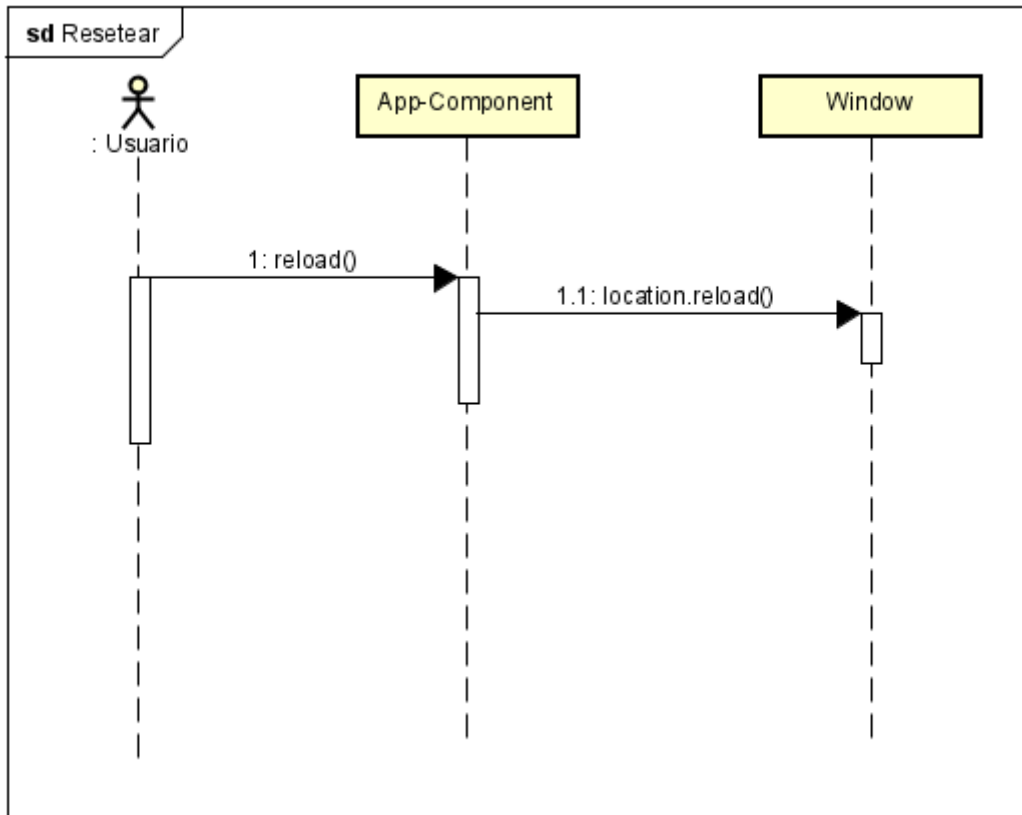 sd Resetear
App-Component
Window
: Usuario
1: reload()
1.1: location.reload()